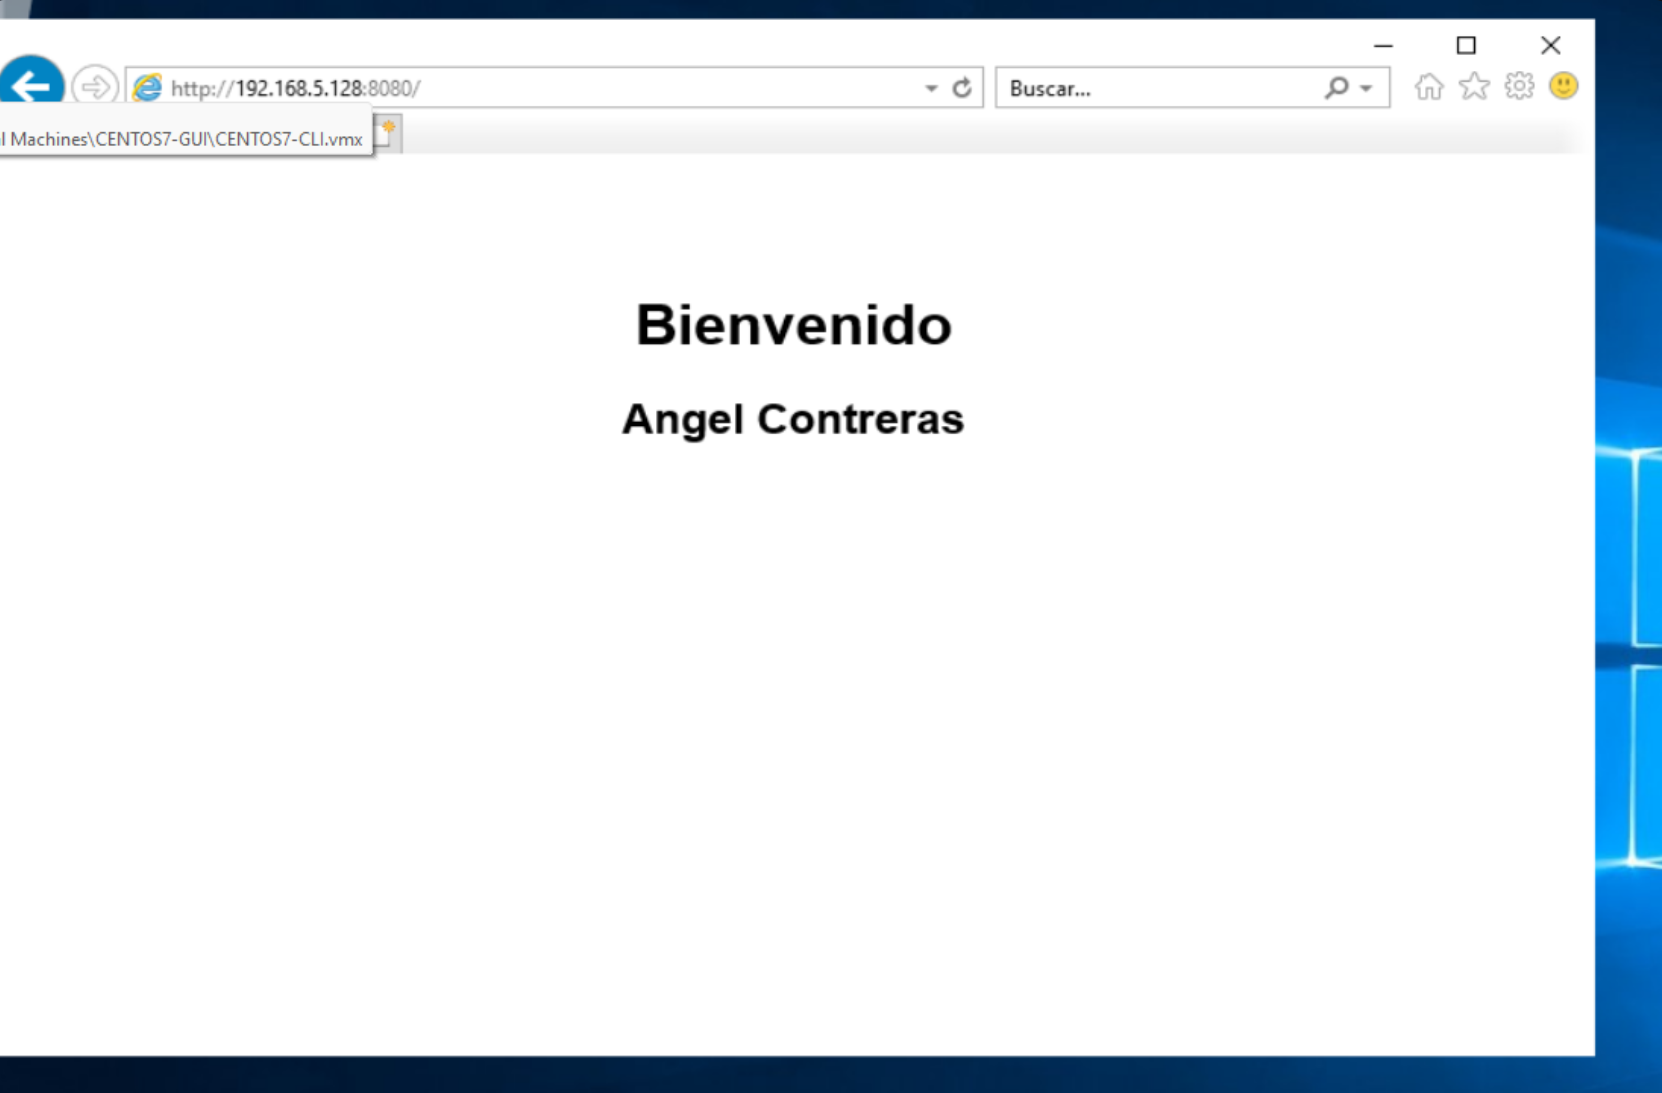 http://192.168.5.128:8080/
Buscar...
l Machines\CENTOS7-GUI\CENTOS7-CLI.vmx
Bienvenido
Angel Contreras